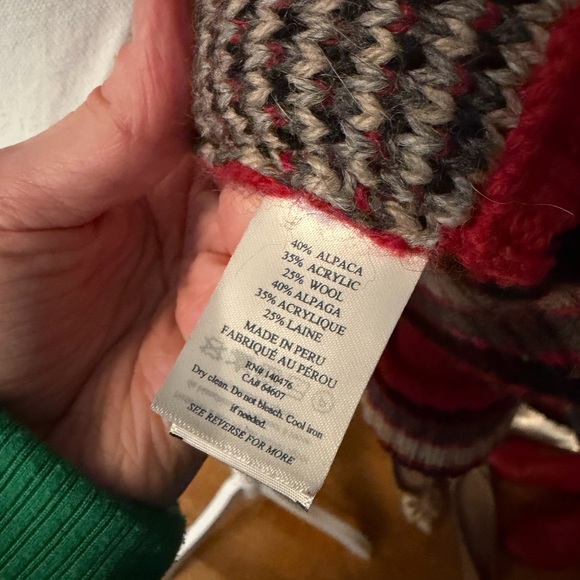 40% ALPACA
35% ACRYLIC
25% WOOL
40% ALPAGA
35% ACRYLIQUE
25% LAINE
MADE IN PERU
FABRIQUÉ AU PÉROU
RN# 140476
CA# 64607
Dry clean. Do not bleach. Cool iron
if needed.
SEE REVERSE FOR MORE